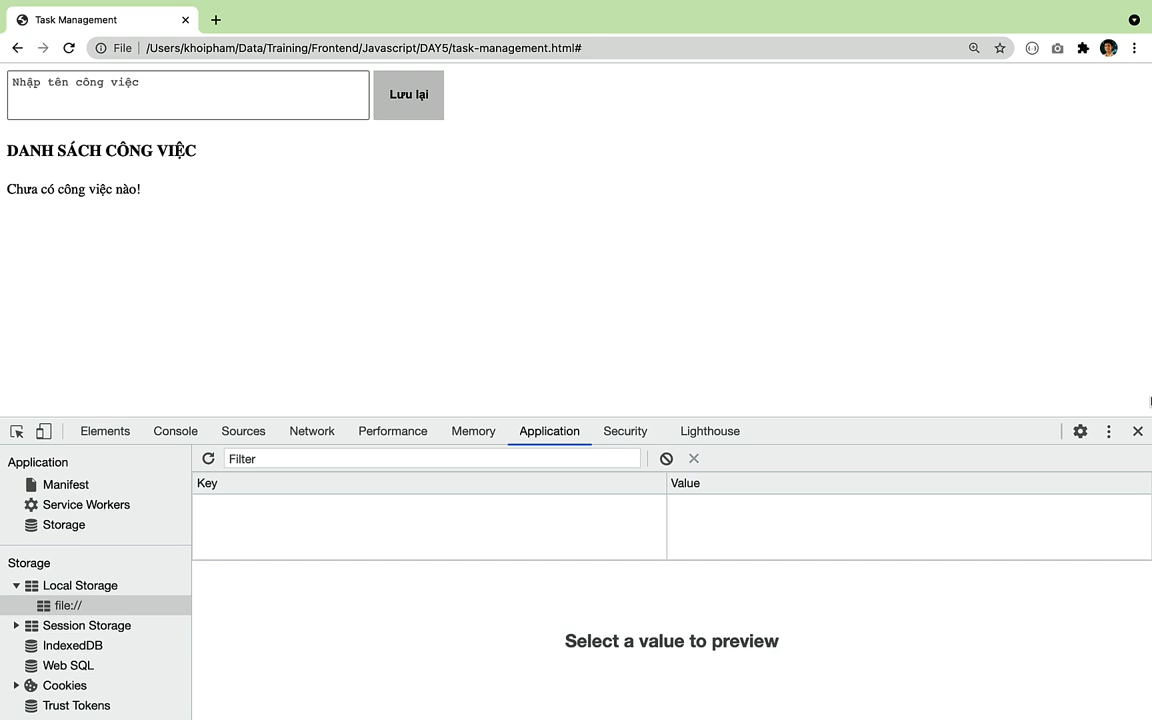 Task Management
File /Users/khoipham/Data/Training/Frontend/Javascript/DAY5/task-management.html#
Nhập tên công việc
Lưu lại
DANH SÁCH CÔNG VIỆC
Chưa có công việc nào!
Elements Console Sources Network Performance Memory Application Security Lighthouse
Application
Filter
Key Value
Manifest
Service Workers
Storage
Storage
Local Storage
file://
Session Storage
IndexedDB
Web SQL
Cookies
Trust Tokens
Select a value to preview